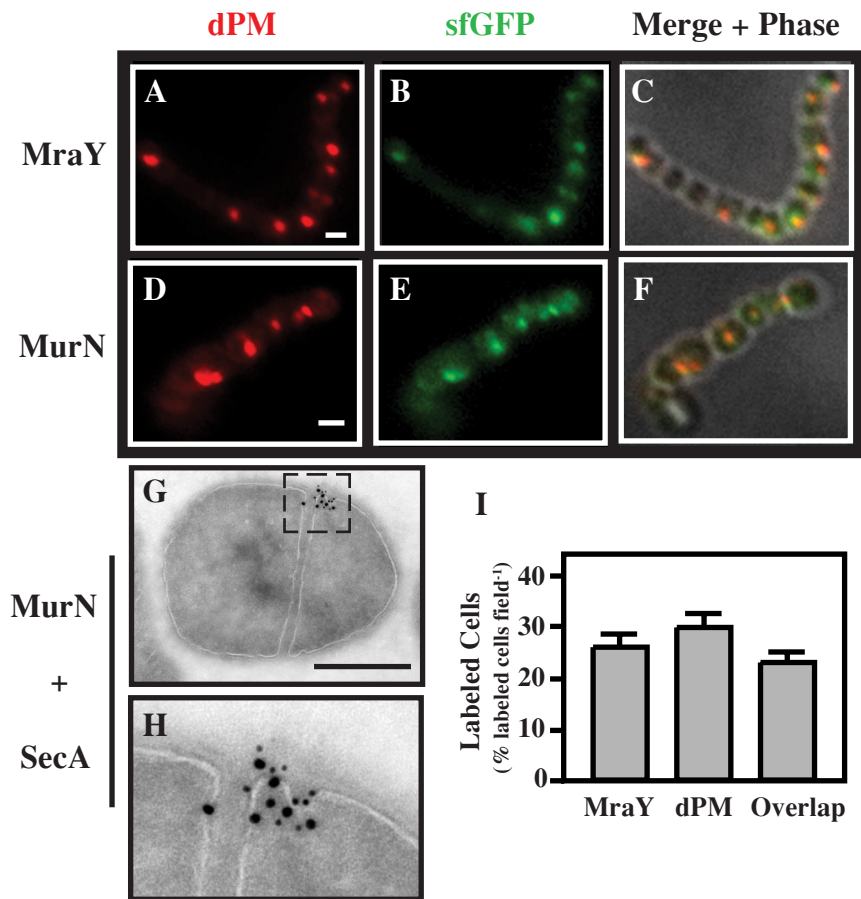 dPM sfGFP Merge + Phase
MraY
A B C
MurN
D E F
G
MurN
+
SecA
H
I
Labeled Cells
(% labeled cells field⁻¹)
40
30
20
10
0
MraY dPM Overlap